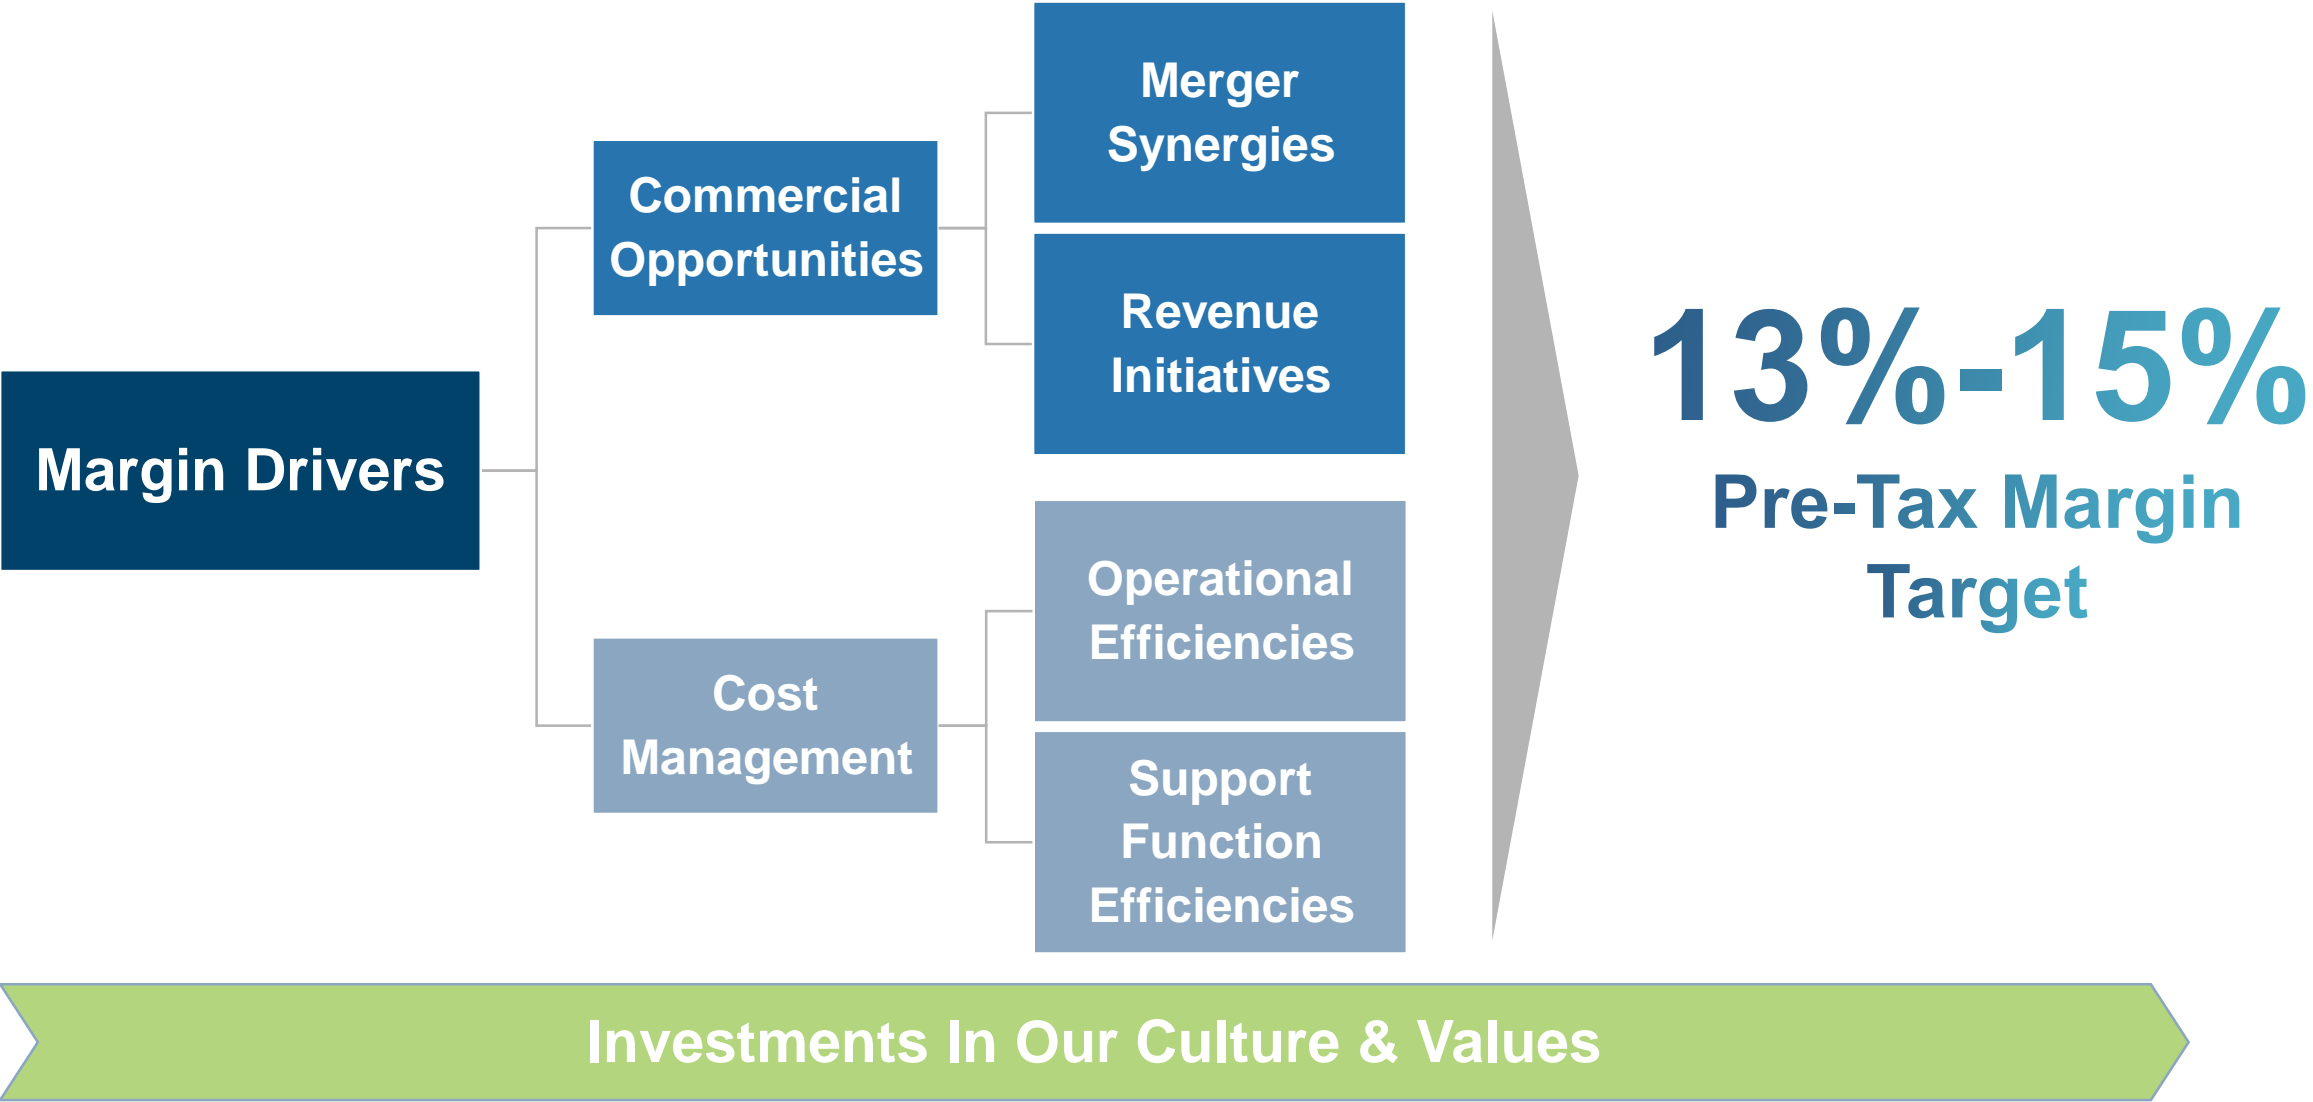 Margin Drivers
Commercial
Opportunities
Merger
Synergies
Revenue
Initiatives
Cost
Management
Operational
Efficiencies
Support
Function
Efficiencies
13%-15%
Pre-Tax Margin
Target
Investments In Our Culture & Values